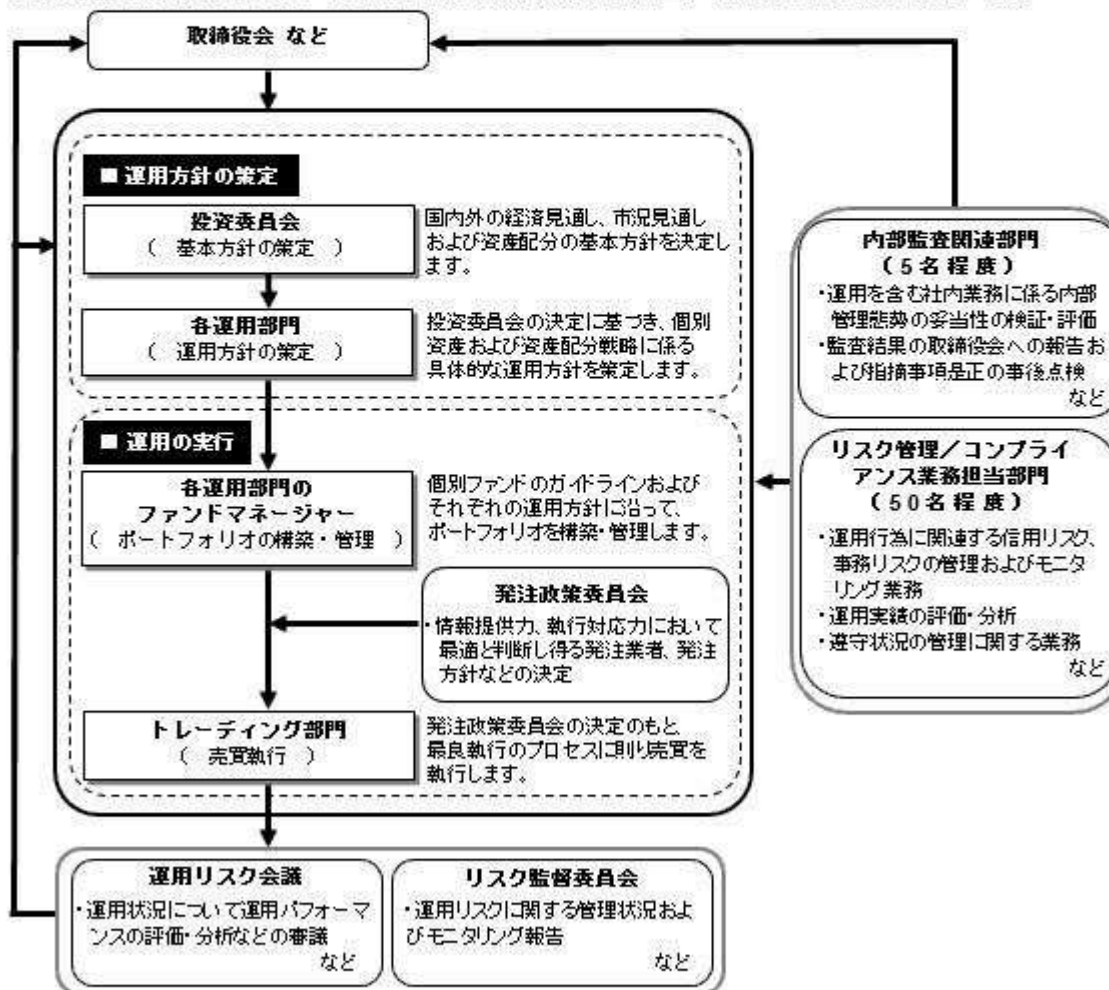 取締役会 など
■ 運用方針の策定
投資委員会
( 基本方針の策定 )
国内外の経済見通し、市況見通し
および資産配分の基本方針を決定し
ます。
各運用部門
( 運用方針の策定 )
投資委員会の決定に基づき、個別
資産および資産配分戦略に係る
具体的な運用方針を策定します。
■ 運用の実行
各運用部門の
ファンドマネージャー
( ポートフォリオの構築・管理 )
個別ファンドのガイドラインおよび
それぞれの運用方針に沿って、
ポートフォリオを構築・管理します。
発注政策委員会
・情報提供力、執行対応力において
最適と判断し得る発注業者、発注
方針などの決定
トレーディング部門
( 売買執行 )
発注政策委員会の決定のもと
最良執行のプロセスに則り売買を
執行します。
内部監査関連部門
(5名程度)
・運用を含む社内業務に係る内部
管理態勢の妥当性の検証・評価
・監査結果の取締役会への報告お
よび指摘事項是正の事後点検
など
リスク管理/コンプライ
アンス業務担当部門
(50名程度)
・運用行為に関連する信用リスク、
事務リスクの管理およびモニタ
リング業務
・運用実績の評価・分析
・遵守状況の管理に関する業務
など
運用リスク会議
・運用状況について運用パフォーマ
ンスの評価・分析などの審議
など
リスク監督委員会
・運用リスクに関する管理状況およ
びモニタリング報告
など